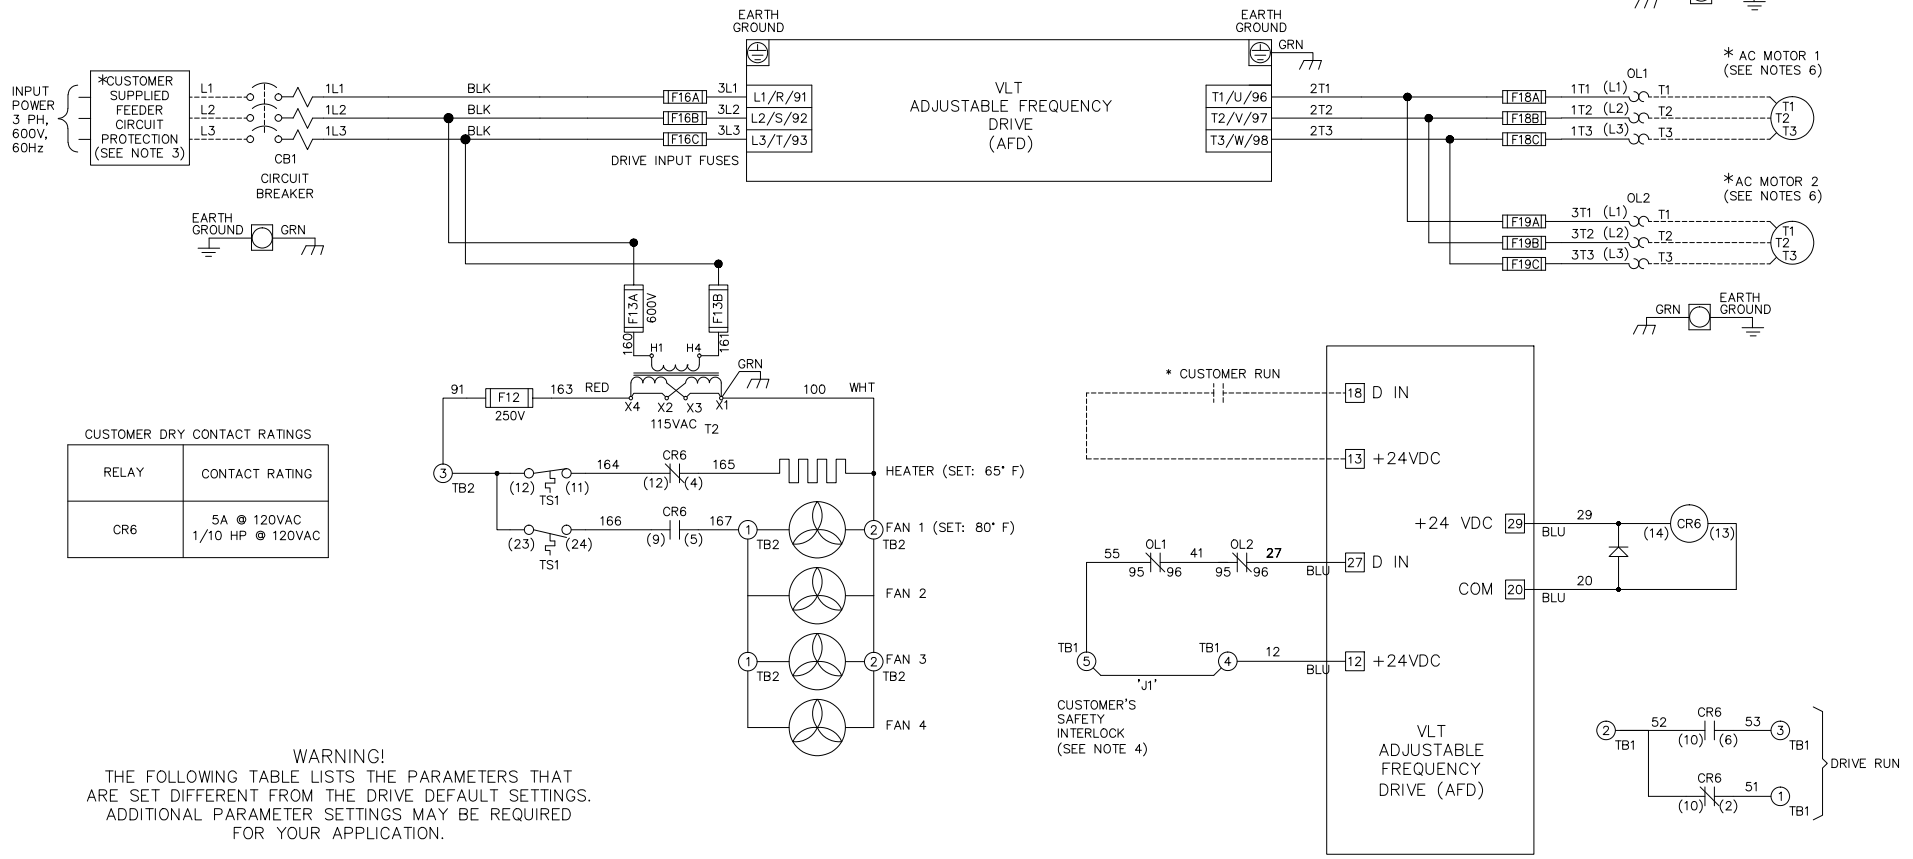 EARTH
GROUND
EARTH
GROUND
GRN
INPUT
POWER
3 PH,
600V,
60Hz
*CUSTOMER
SUPPLIED
FEEDER
CIRCUIT
PROTECTION
(SEE NOTE 3)
L1
L2
L3
CB1
CIRCUIT
BREAKER
1L1
1L2
1L3
BLK
BLK
BLK
F16A
F16B
F16C
3L1
3L2
3L3
DRIVE INPUT FUSES
L1/R/91
L2/S/92
L3/T/93
VLT
ADJUSTABLE FREQUENCY
DRIVE
(AFD)
T1/U/96
T2/V/97
T3/W/98
2T1
2T2
2T3
F18A
F18B
F18C
1T1 (L1)
1T2 (L2)
1T3 (L3)
OL1
T1
T2
T3
* AC MOTOR 1
(SEE NOTES 6)
T1
T2
T3
F19A
F19B
F19C
3T1 (L1)
3T2 (L2)
3T3 (L3)
OL2
T1
T2
T3
* AC MOTOR 2
(SEE NOTES 6)
T1
T2
T3
GRN
EARTH
GROUND
EARTH
GROUND
GRN
F13A
600V
F13B
160
161
H1
H4
GRN
91
F12
250V
163
RED
X4
X2
X3
X1
115VAC
T2
100
WHT
CUSTOMER DRY CONTACT RATINGS
RELAY
CONTACT RATING
CR6
5A @ 120VAC
1/10 HP @ 120VAC
3
TB2
(12)
(11)
TS1
164
CR6
(12)
(4)
165
HEATER (SET: 65° F)
(23)
(24)
TS1
166
CR6
(9)
(5)
167
1
TB2
2
TB2
FAN 1 (SET: 80° F)
FAN 2
1
TB2
2
TB2
FAN 3
FAN 4
* CUSTOMER RUN
18
D IN
13
+24VDC
55
OL1
95
96
41
OL2
95
96
27
BLU
27
D IN
TB1
5
TB1
4
12
BLU
12
+24VDC
'J1'
CUSTOMER'S
SAFETY
INTERLOCK
(SEE NOTE 4)
+24 VDC
29
BLU
29
CR6
(14)
(13)
COM
20
BLU
20
VLT
ADJUSTABLE
FREQUENCY
DRIVE (AFD)
2
TB1
52
CR6
(10)
(6)
53
3
TB1
CR6
(10)
(2)
51
1
TB1
DRIVE RUN
WARNING!
THE FOLLOWING TABLE LISTS THE PARAMETERS THAT
ARE SET DIFFERENT FROM THE DRIVE DEFAULT SETTINGS.
ADDITIONAL PARAMETER SETTINGS MAY BE REQUIRED
FOR YOUR APPLICATION.